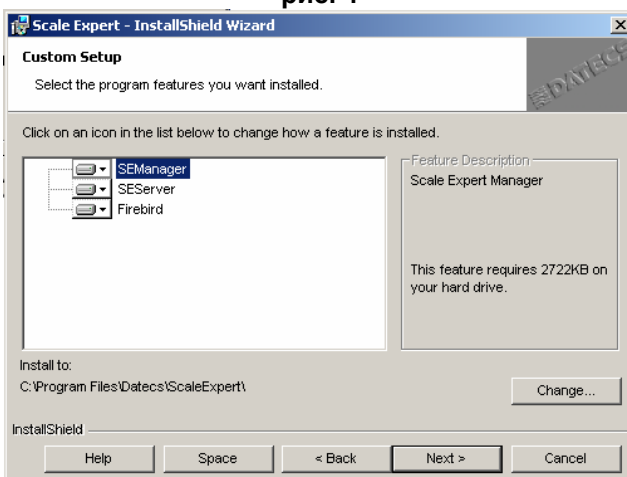 Scale Expert - InstallShield Wizard
Custom Setup
Select the program features you want installed.
DATECS
Click on an icon in the list below to change how a feature is installed.
SEManager
SEServer
Firebird
Feature Description
Scale Expert Manager
This feature requires 2722KB on
your hard drive.
Install to:
C:\Program Files\Datecs\ScaleExpert\
Change...
InstallShield
Help
Space
< Back
Next >
Cancel